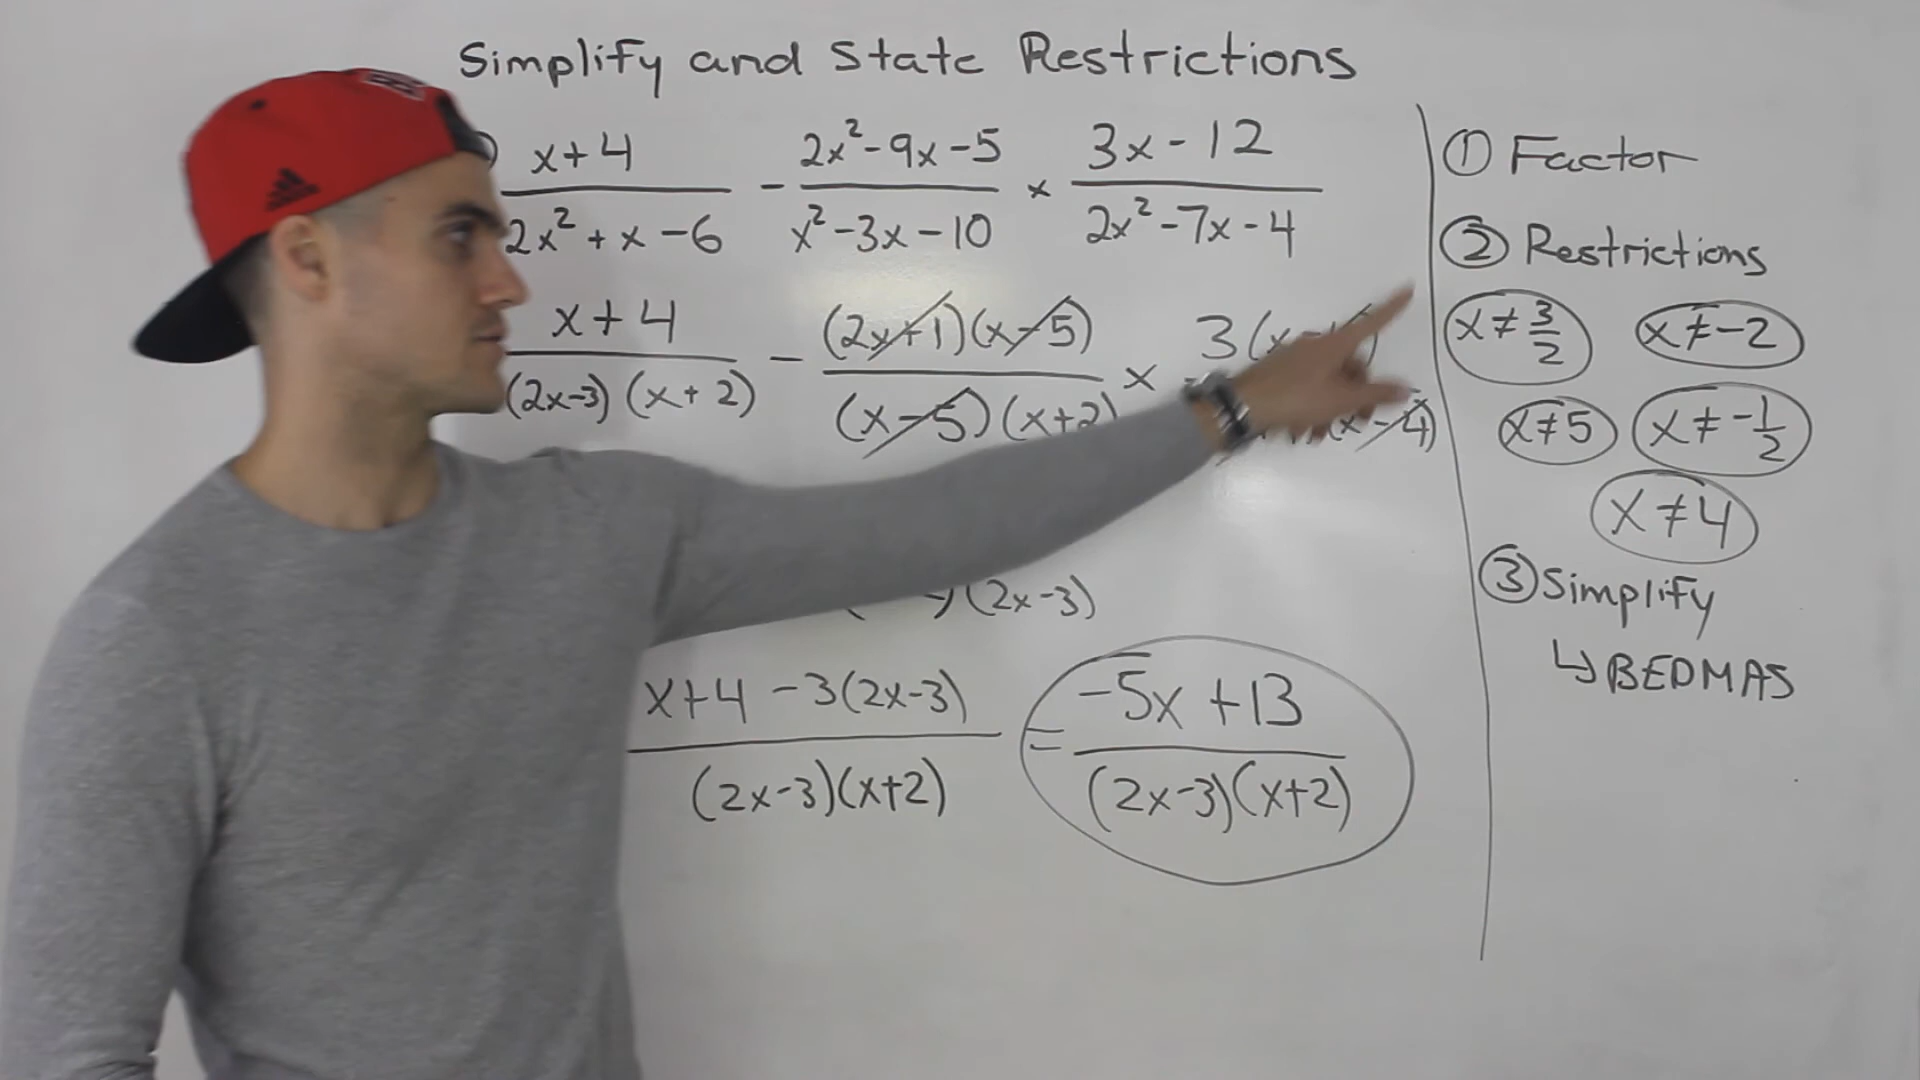 Simplify and State Restrictions
x+4 / 2x²+x-6 - 2x²-9x-5 / x²-3x-10 × 3x-12 / 2x²-7x-4
x+4 / (2x-3)(x+2) - (2x+1)(x-5) / (x-5)(x+2) × 3(x (x-4)
(2x-3)
x+4-3(2x-3) / (2x-3)(x+2) = -5x+13 / (2x-3)(x+2)
① Factor
② Restrictions
x≠3/2 x≠-2
x≠5 x≠-1/2
x≠4
③ Simplify
↳BEDMAS